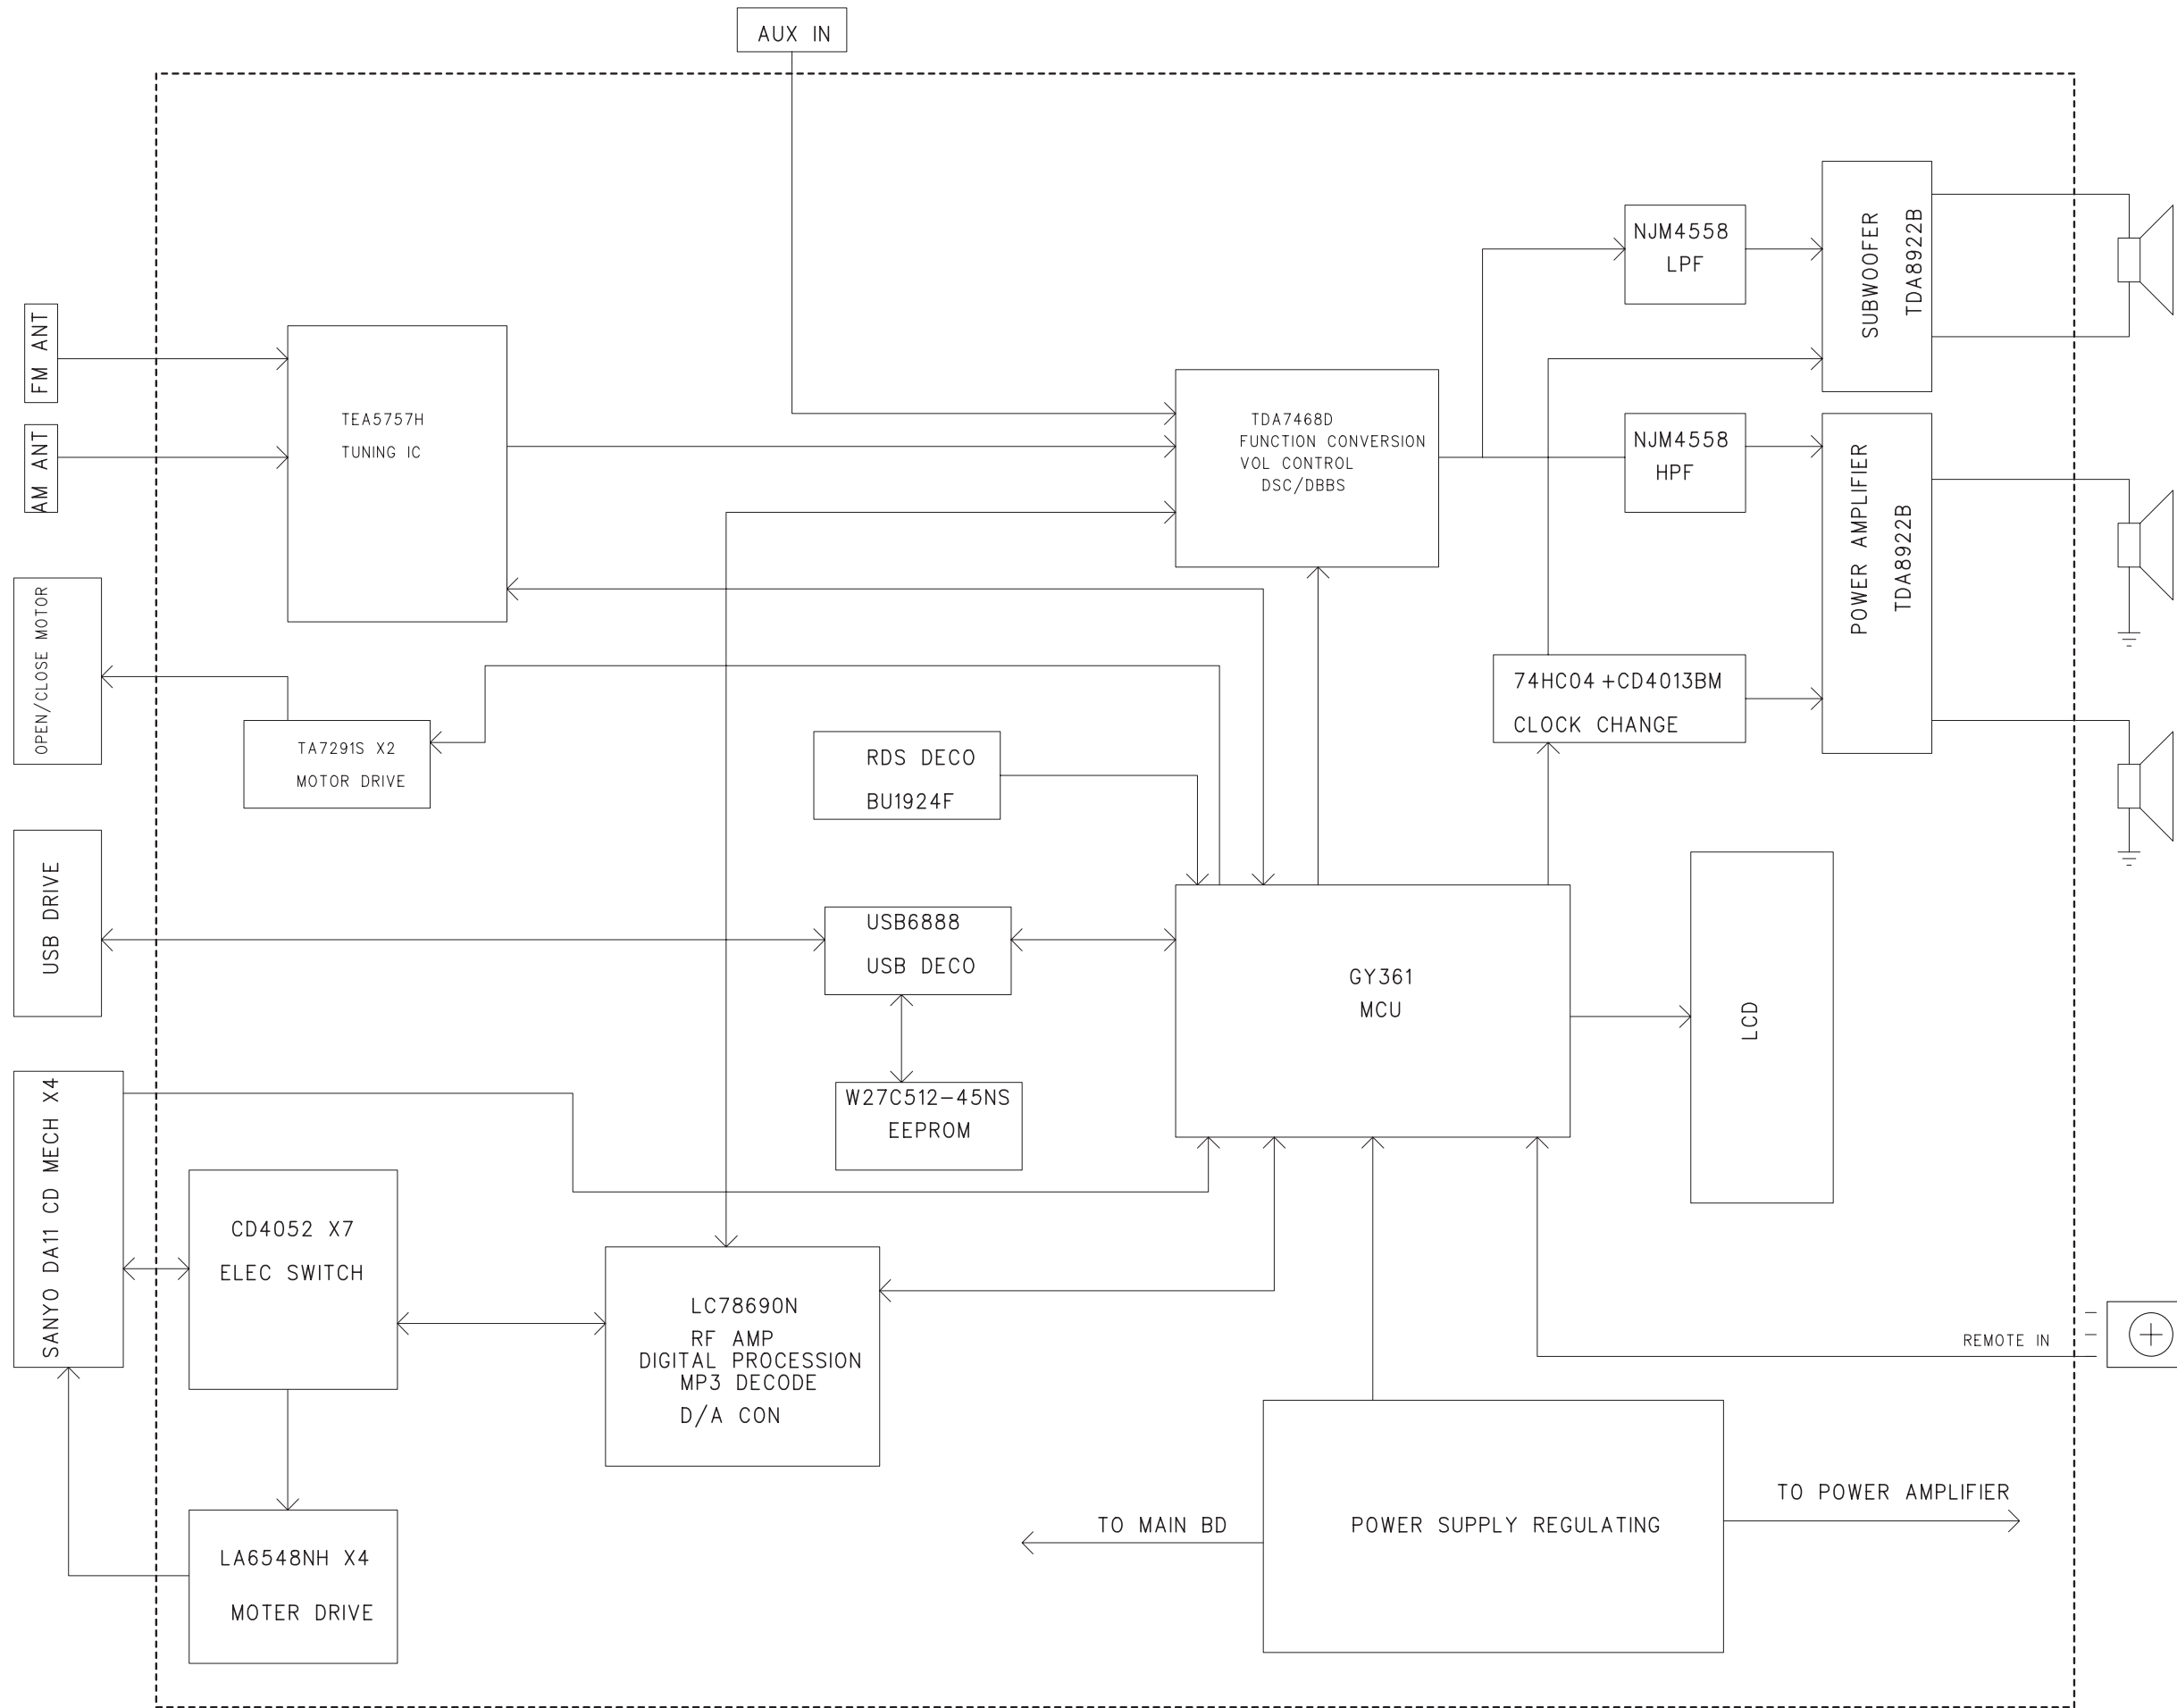 AUX IN
NJM4558
LPF
SUBWOOFER
TDA8922B
FM ANT
AM ANT
TEA5757H
TUNING IC
TDA7468D
FUNCTION CONVERSION
VOL CONTROL
DSC/DBBS
NJM4558
HPF
POWER AMPLIFIER
TDA8922B
OPEN/CLOSE MOTOR
TA7291S X2
MOTOR DRIVE
RDS DECO
BU1924F
74HC04+CD4013BM
CLOCK CHANGE
USB DRIVE
USB6888
USB DECO
GY361
MCU
LCD
W27C512-45NS
EEPROM
SANYO DA11 CD MECH X4
CD4052 X7
ELEC SWITCH
LC78690N
RF AMP
DIGITAL PROCESSION
MP3 DECODE
D/A CON
REMOTE IN
LA6548NH X4
MOTER DRIVE
TO MAIN BD
POWER SUPPLY REGULATING
TO POWER AMPLIFIER